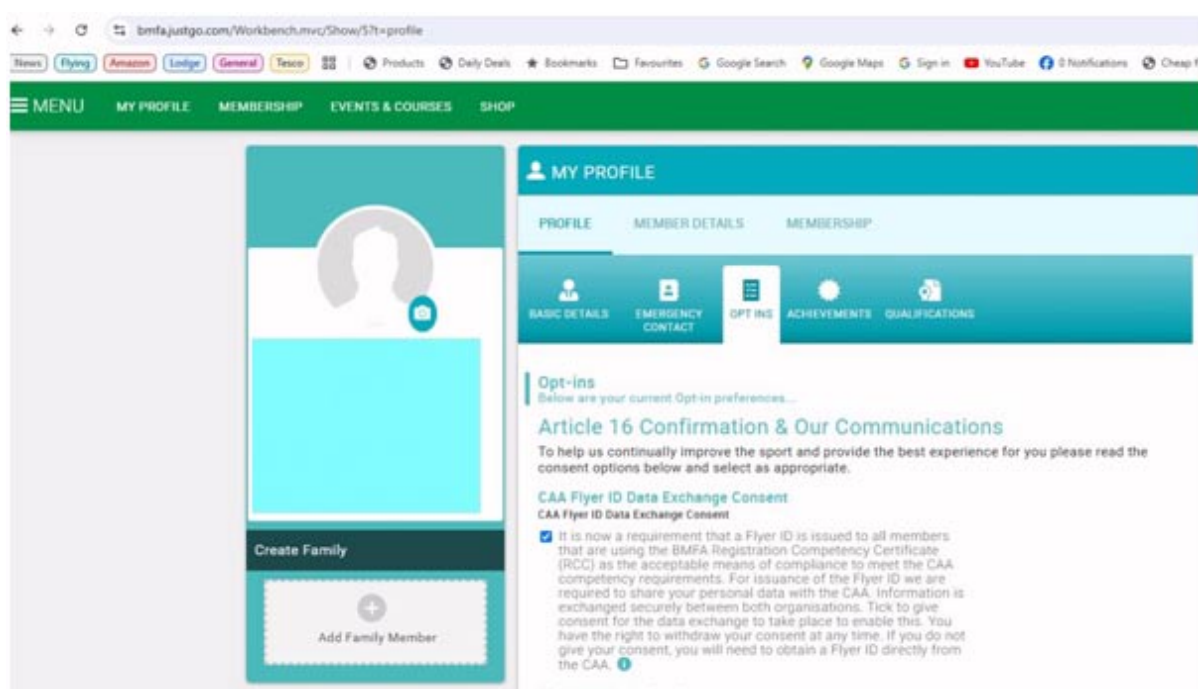 bmfa.justgo.com/Workbench.mvc/Show/5?t=profile
News Flying Amazon Lodge General Tesco Products Daily Deals Bookmarks Favourites Google Search Google Maps Sign in YouTube 0 Notifications Cheap
MENU MY PROFILE MEMBERSHIP EVENTS & COURSES SHOP
MY PROFILE
PROFILE MEMBER DETAILS MEMBERSHIP
BASIC DETAILS EMERGENCY CONTACT OPT INS ACHIEVEMENTS QUALIFICATIONS
Opt-ins
Below are your current Opt-in preferences...
Article 16 Confirmation & Our Communications
To help us continually improve the sport and provide the best experience for you please read the
consent options below and select as appropriate.
CAA Flyer ID Data Exchange Consent
CAA Flyer ID Data Exchange Consent
It is now a requirement that a Flyer ID is issued to all members
that are using the BMFA Registration Competency Certificate
(RCC) as the acceptable means of compliance to meet the CAA
competency requirements. For issuance of the Flyer ID we are
required to share your personal data with the CAA. Information is
exchanged securely between both organisations. Tick to give
consent for the data exchange to take place to enable this. You
have the right to withdraw your consent at any time. If you do not
give your consent, you will need to obtain a Flyer ID directly from
the CAA.
Create Family
Add Family Member